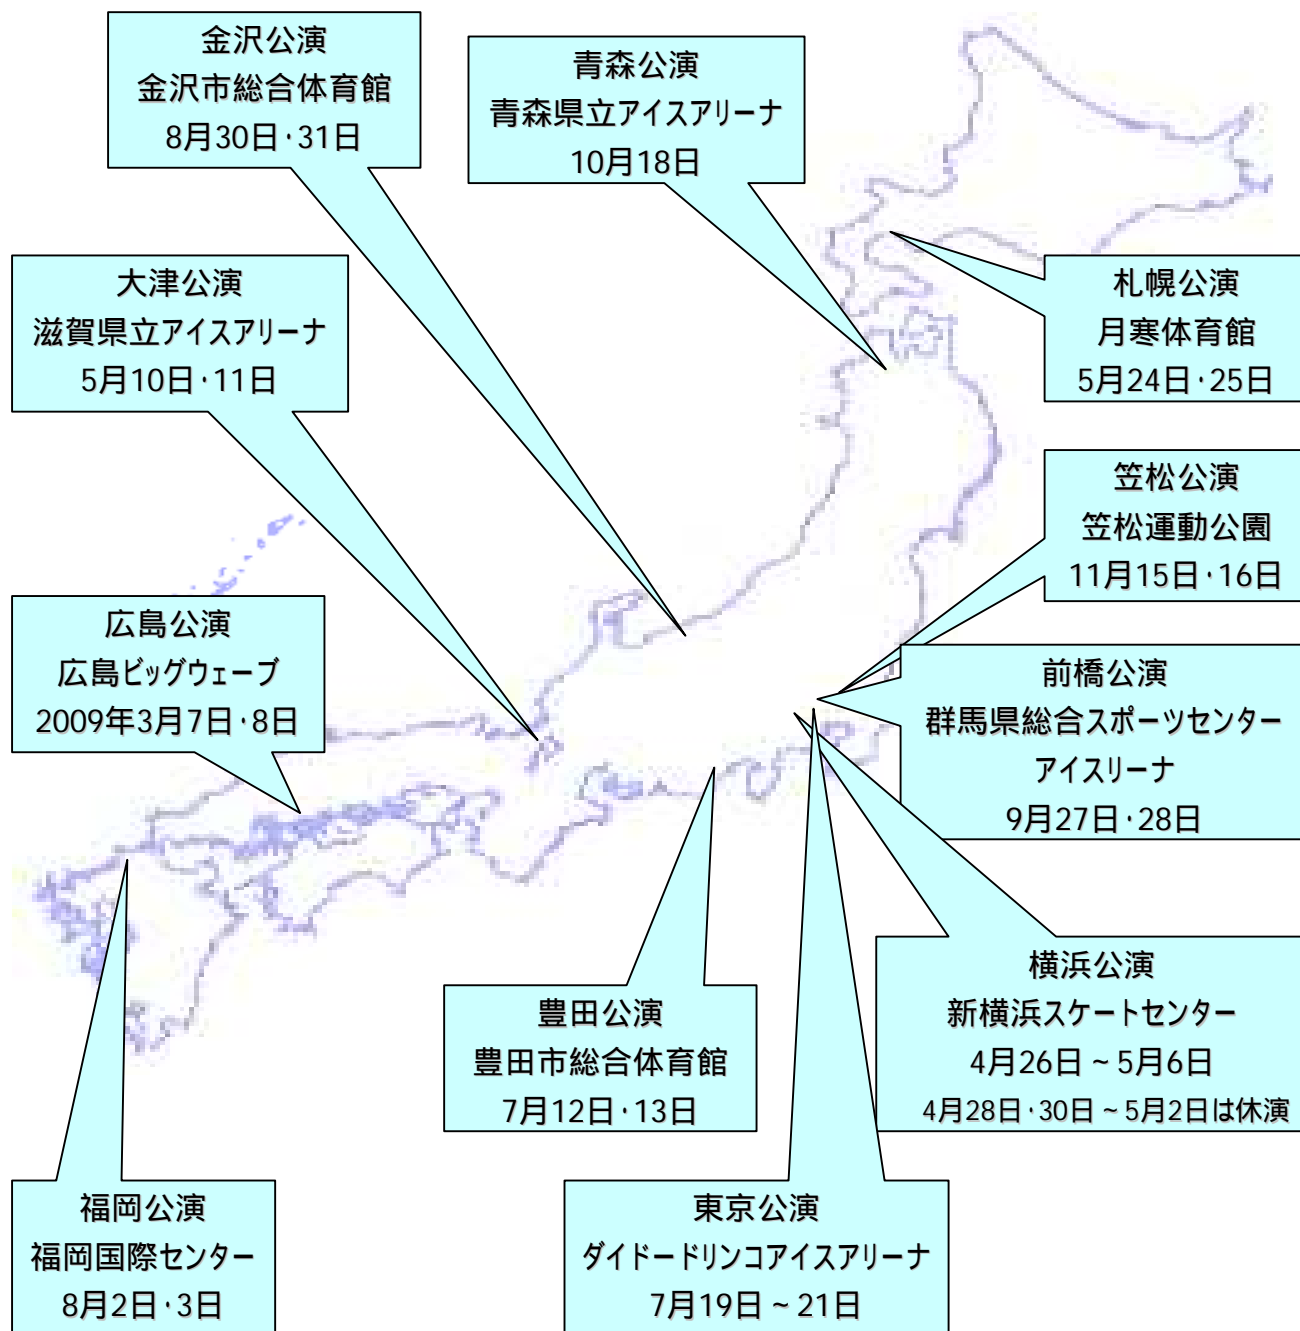 金沢公演
金沢市総合体育館
8月30日・31日
青森公演
青森県立アイスアリーナ
10月18日
大津公演
滋賀県立アイスアリーナ
5月10日・11日
札幌公演
月寒体育館
5月24日・25日
笠松公演
笠松運動公園
11月15日・16日
広島公演
広島ビッグウェーブ
2009年3月7日・8日
前橋公演
群馬県総合スポーツセンター
アイスリーナ
9月27日・28日
横浜公演
新横浜スケートセンター
4月26日~5月6日
4月28日・30日~5月2日は休演
豊田公演
豊田市総合体育館
7月12日・13日
福岡公演
福岡国際センター
8月2日・3日
東京公演
ダイドードリンコアイスアリーナ
7月19日~21日